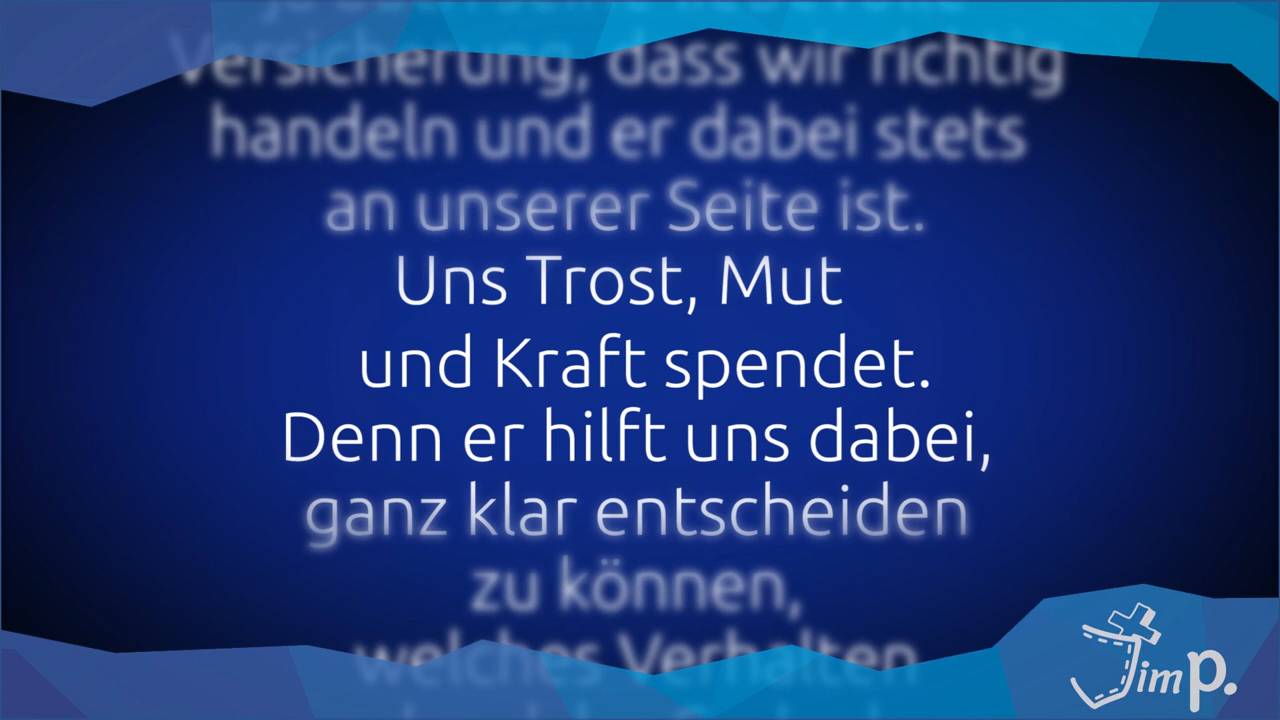 Versicherung, dass wir richtig
handeln und er dabei stets
an unserer Seite ist.
Uns Trost, Mut
und Kraft spendet.
Denn er hilft uns dabei,
ganz klar entscheiden
zu können,
welches Verhalten
Jim P.